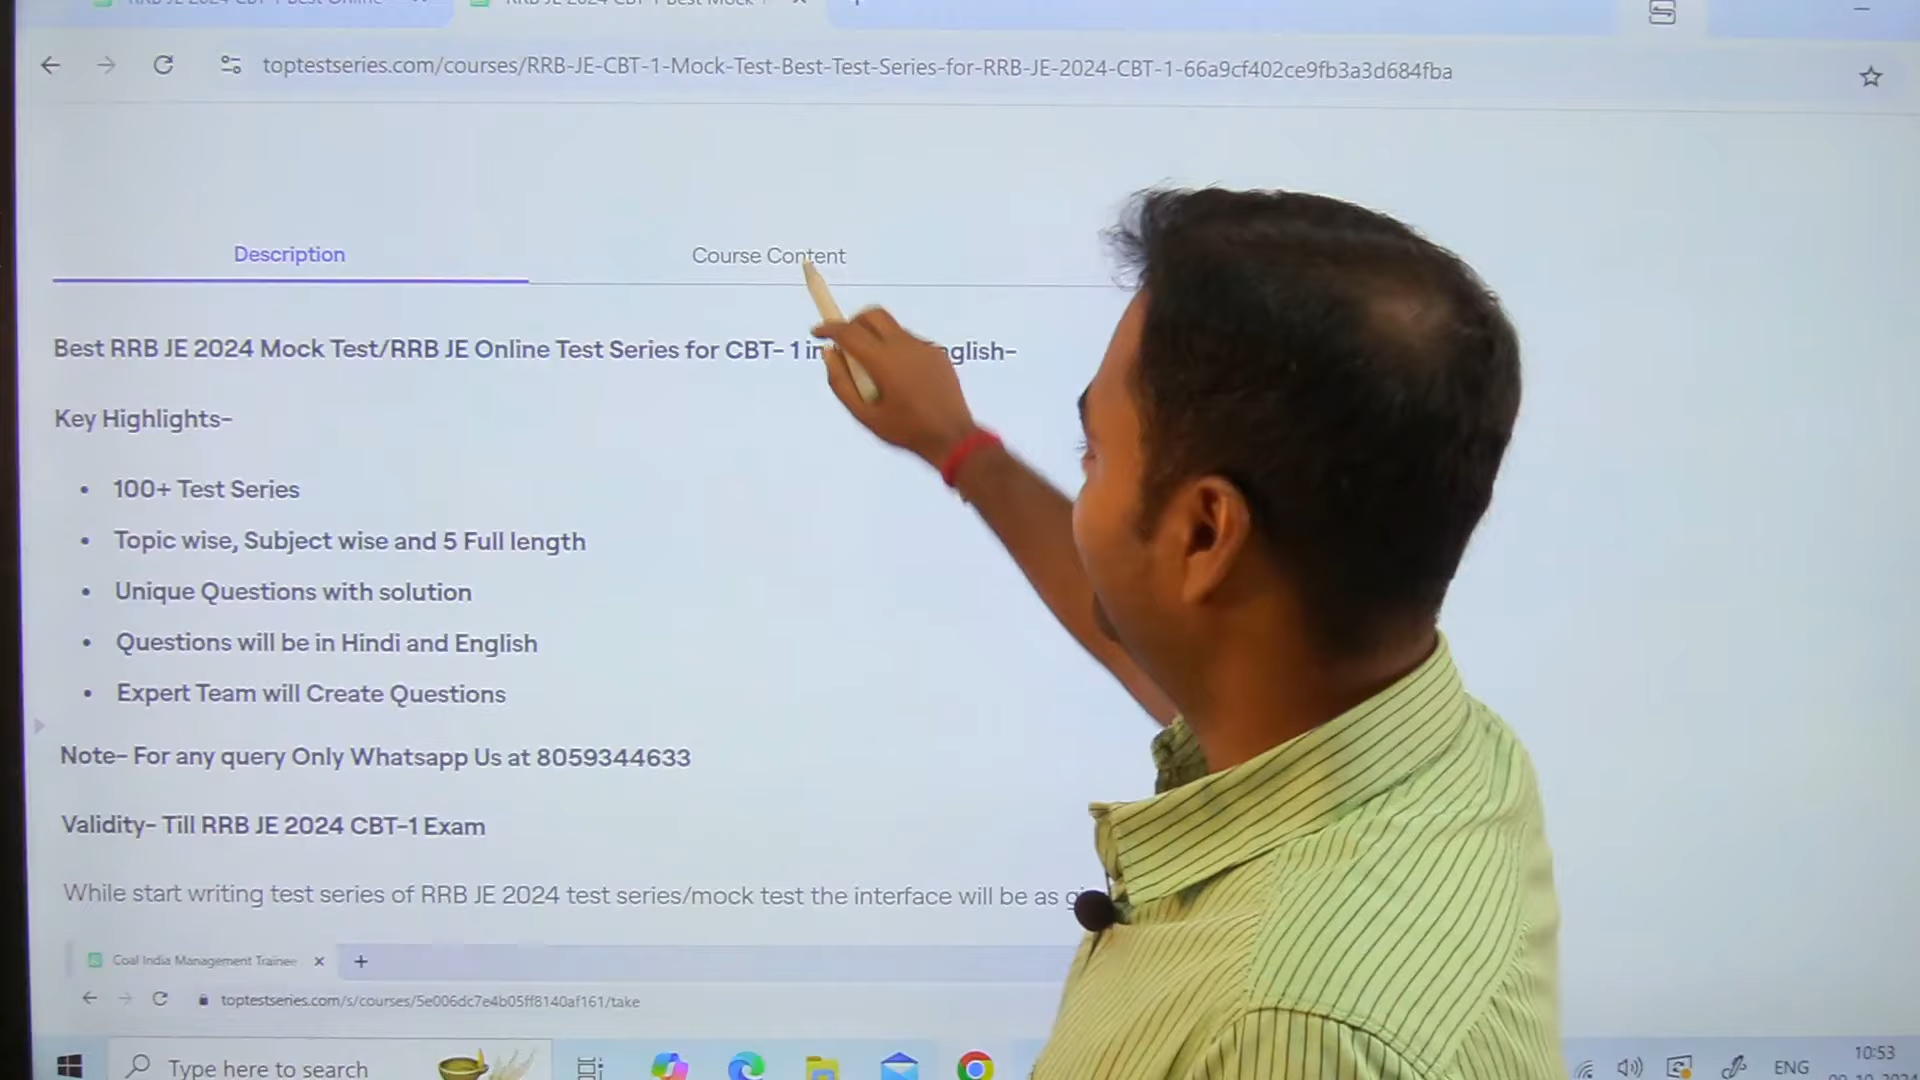 toptestseries.com/courses/RRB-JE-CBT-1-Mock-Test-Best-Test-Series-for-RRB-JE-2024-CBT-1-66a9cf402ce9fb3a3d684fba
Description
Course Content
Best RRB JE 2024 Mock Test/RRB JE Online Test Series for CBT- 1 in
Key Highlights-
• 100+ Test Series
• Topic wise, Subject wise and 5 Full length
• Unique Questions with solution
• Questions will be in Hindi and English
• Expert Team will Create Questions
Note- For any query Only Whatsapp Us at 8059344633
Validity- Till RRB JE 2024 CBT-1 Exam
While start writing test series of RRB JE 2024 test series/mock test the interface will be as
Coal India Management Trainee
toptestseries.com/s/courses/5e006dc7e4b05ff8140af161/take
Type here to search
ENG
10:53